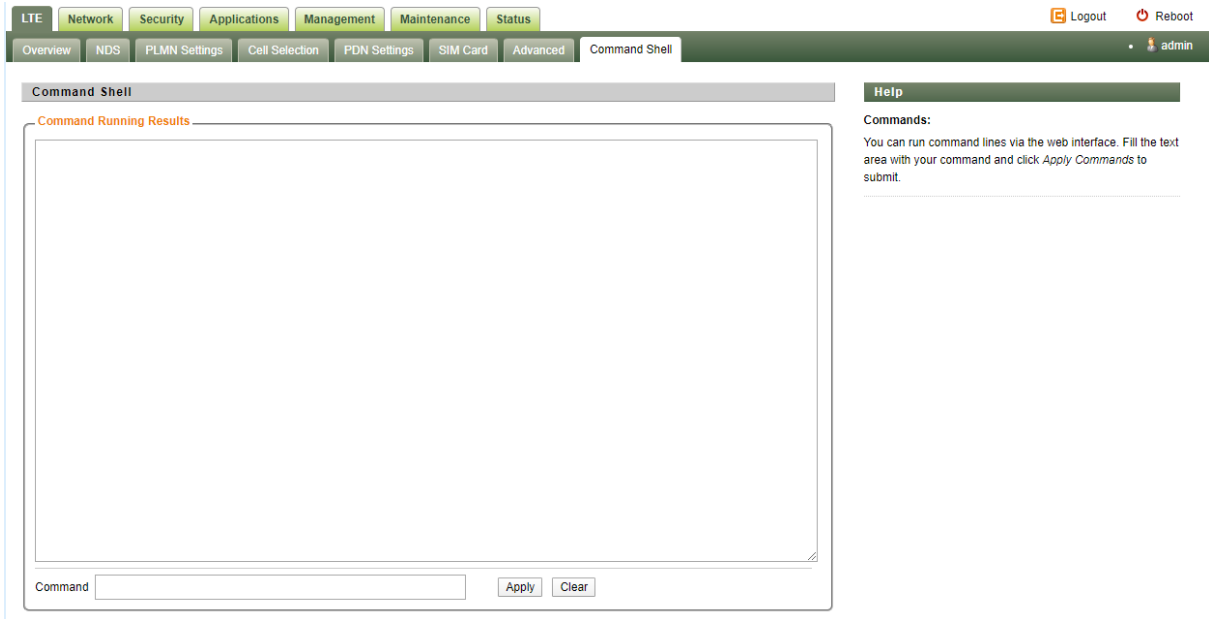 LTE Network Security Applications Management Maintenance Status Logout Reboot
Overview NDS PLMN Settings Cell Selection PDN Settings SIM Card Advanced Command Shell admin
Command Shell
Command Running Results
Command Apply Clear
Help
Commands:
You can run command lines via the web interface. Fill the text
area with your command and click Apply Commands to
submit.